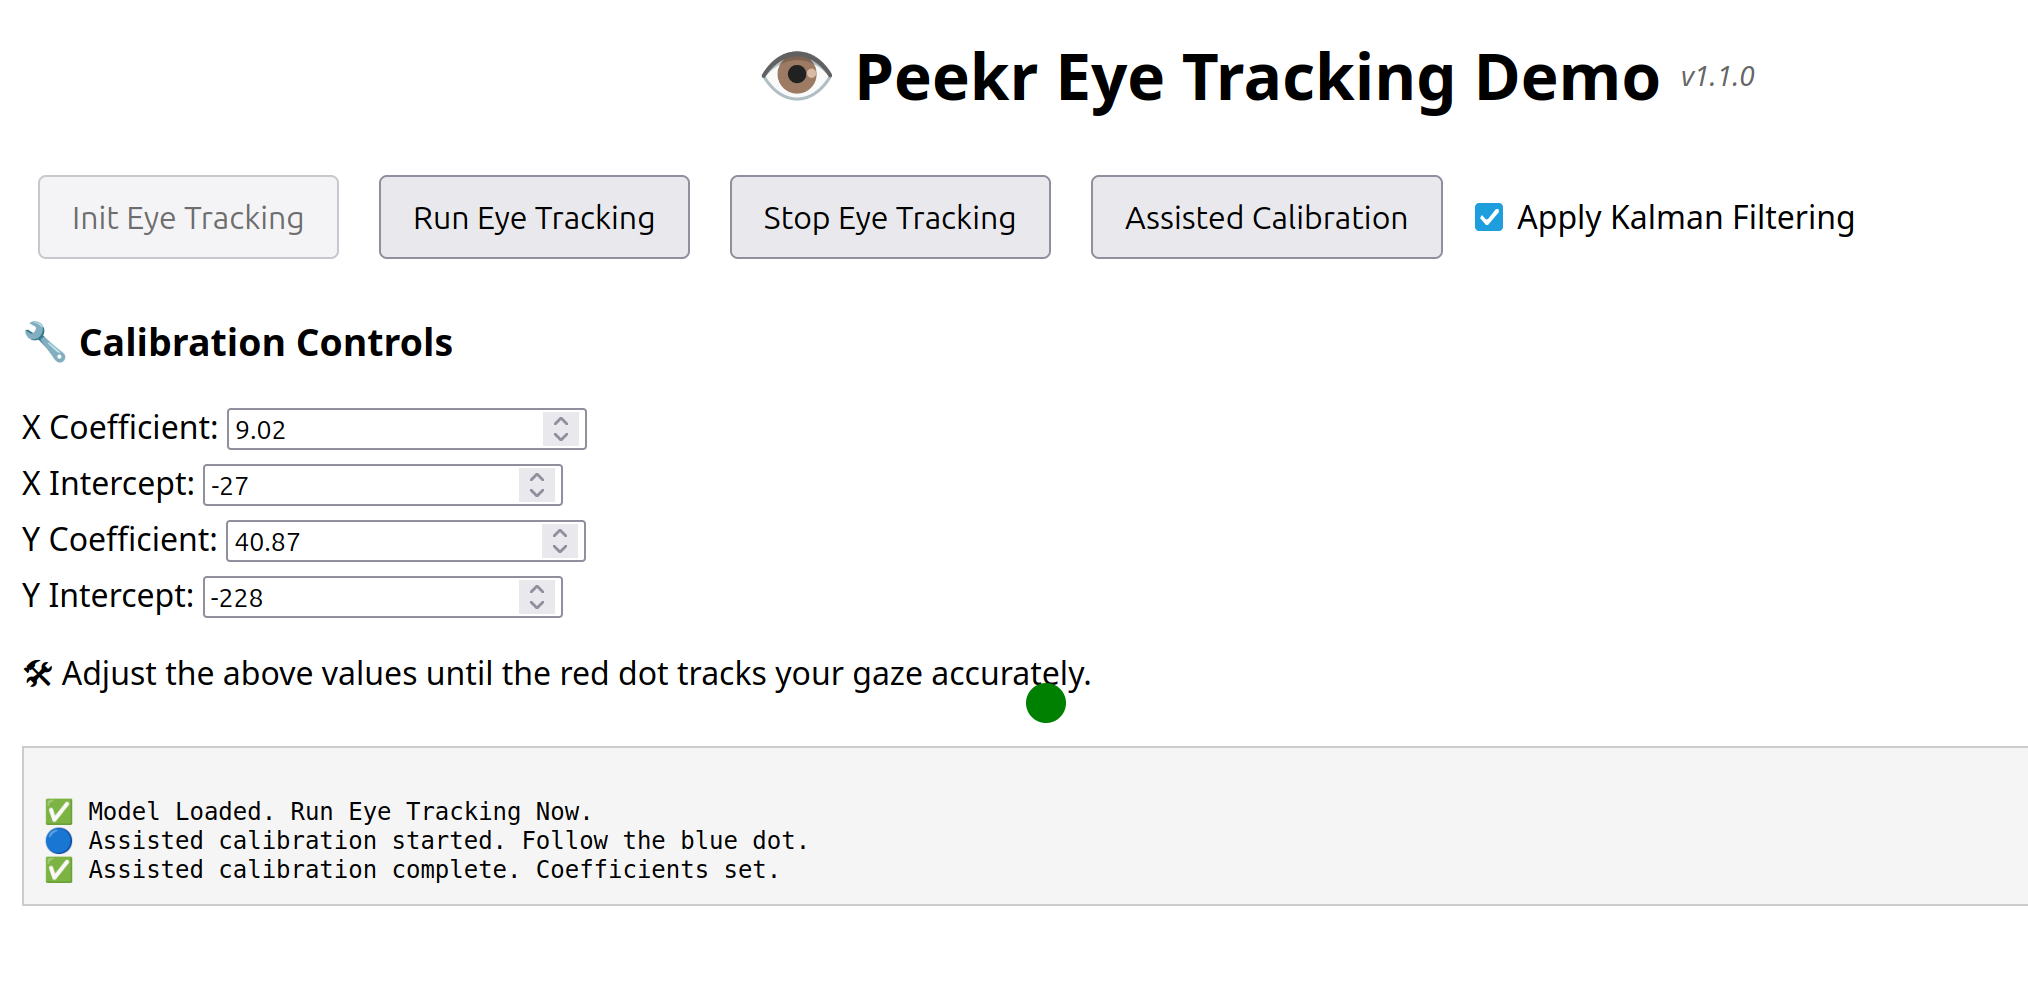 Peekr Eye Tracking Demo v1.1.0
Init Eye Tracking Run Eye Tracking Stop Eye Tracking Assisted Calibration Apply Kalman Filtering
Calibration Controls
X Coefficient: 9.02
X Intercept: -27
Y Coefficient: 40.87
Y Intercept: -228
Adjust the above values until the red dot tracks your gaze accurately.
Model Loaded. Run Eye Tracking Now.
Assisted calibration started. Follow the blue dot.
Assisted calibration complete. Coefficients set.